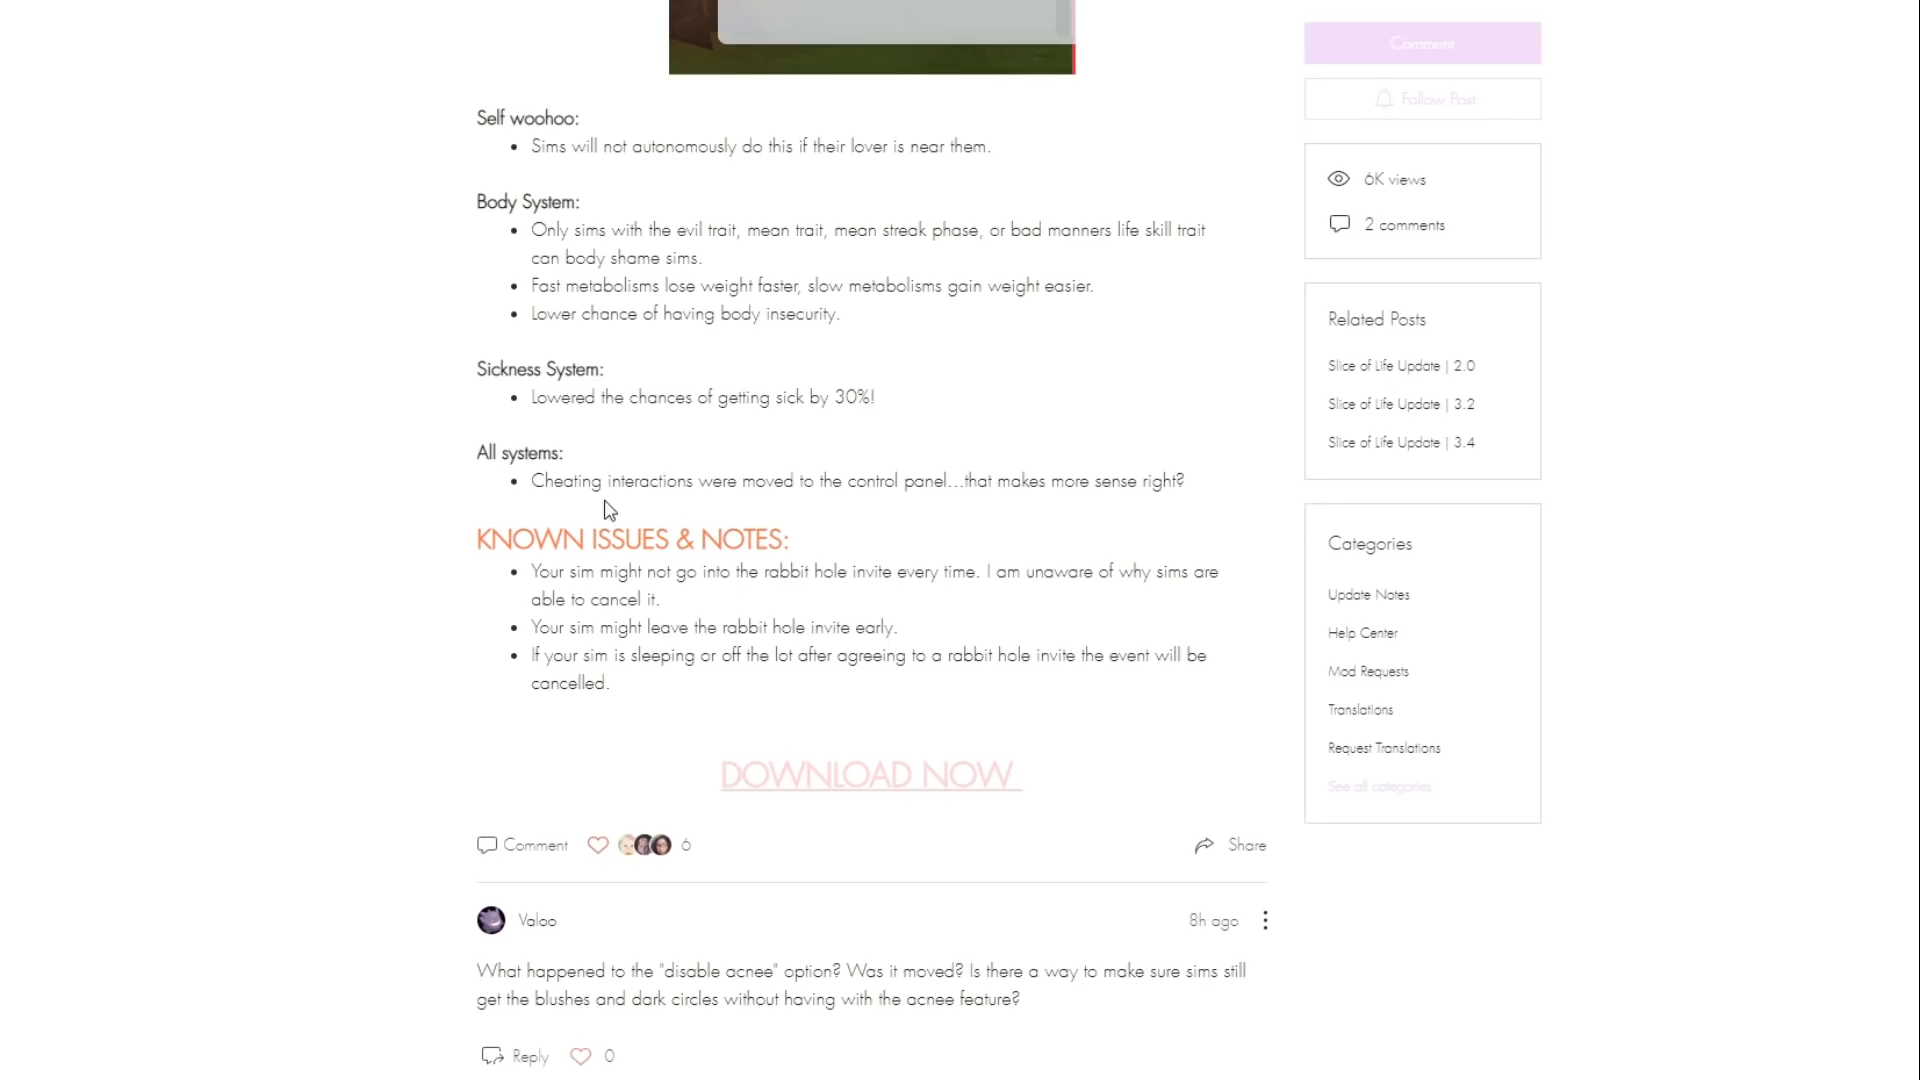 Self woohoo:
• Sims will not autonomously do this if their lover is near them.
Body System:
• Only sims with the evil trait, mean trait, mean streak phase, or bad manners life skill trait
can body shame sims.
• Fast metabolisms lose weight faster, slow metabolisms gain weight easier.
• Lower chance of having body insecurity.
Sickness System:
• Lowered the chances of getting sick by 30%!
All systems:
• Cheating interactions were moved to the control panel...that makes more sense right?
KNOWN ISSUES & NOTES:
• Your sim might not go into the rabbit hole invite every time. I am unaware of why sims are
able to cancel it.
• Your sim might leave the rabbit hole invite early.
• If your sim is sleeping or off the lot after agreeing to a rabbit hole invite the event will be
cancelled.
DOWNLOAD NOW
Comment
6
Share
Valoo
8h ago
What happened to the "disable acnee" option? Was it moved? Is there a way to make sure sims still
get the blushes and dark circles without having with the acnee feature?
Reply
0
Comment
Follow Post
6K views
2 comments
Related Posts
Slice of Life Update | 2.0
Slice of Life Update | 3.2
Slice of Life Update | 3.4
Categories
Update Notes
Help Center
Mod Requests
Translations
Request Translations
See all categories